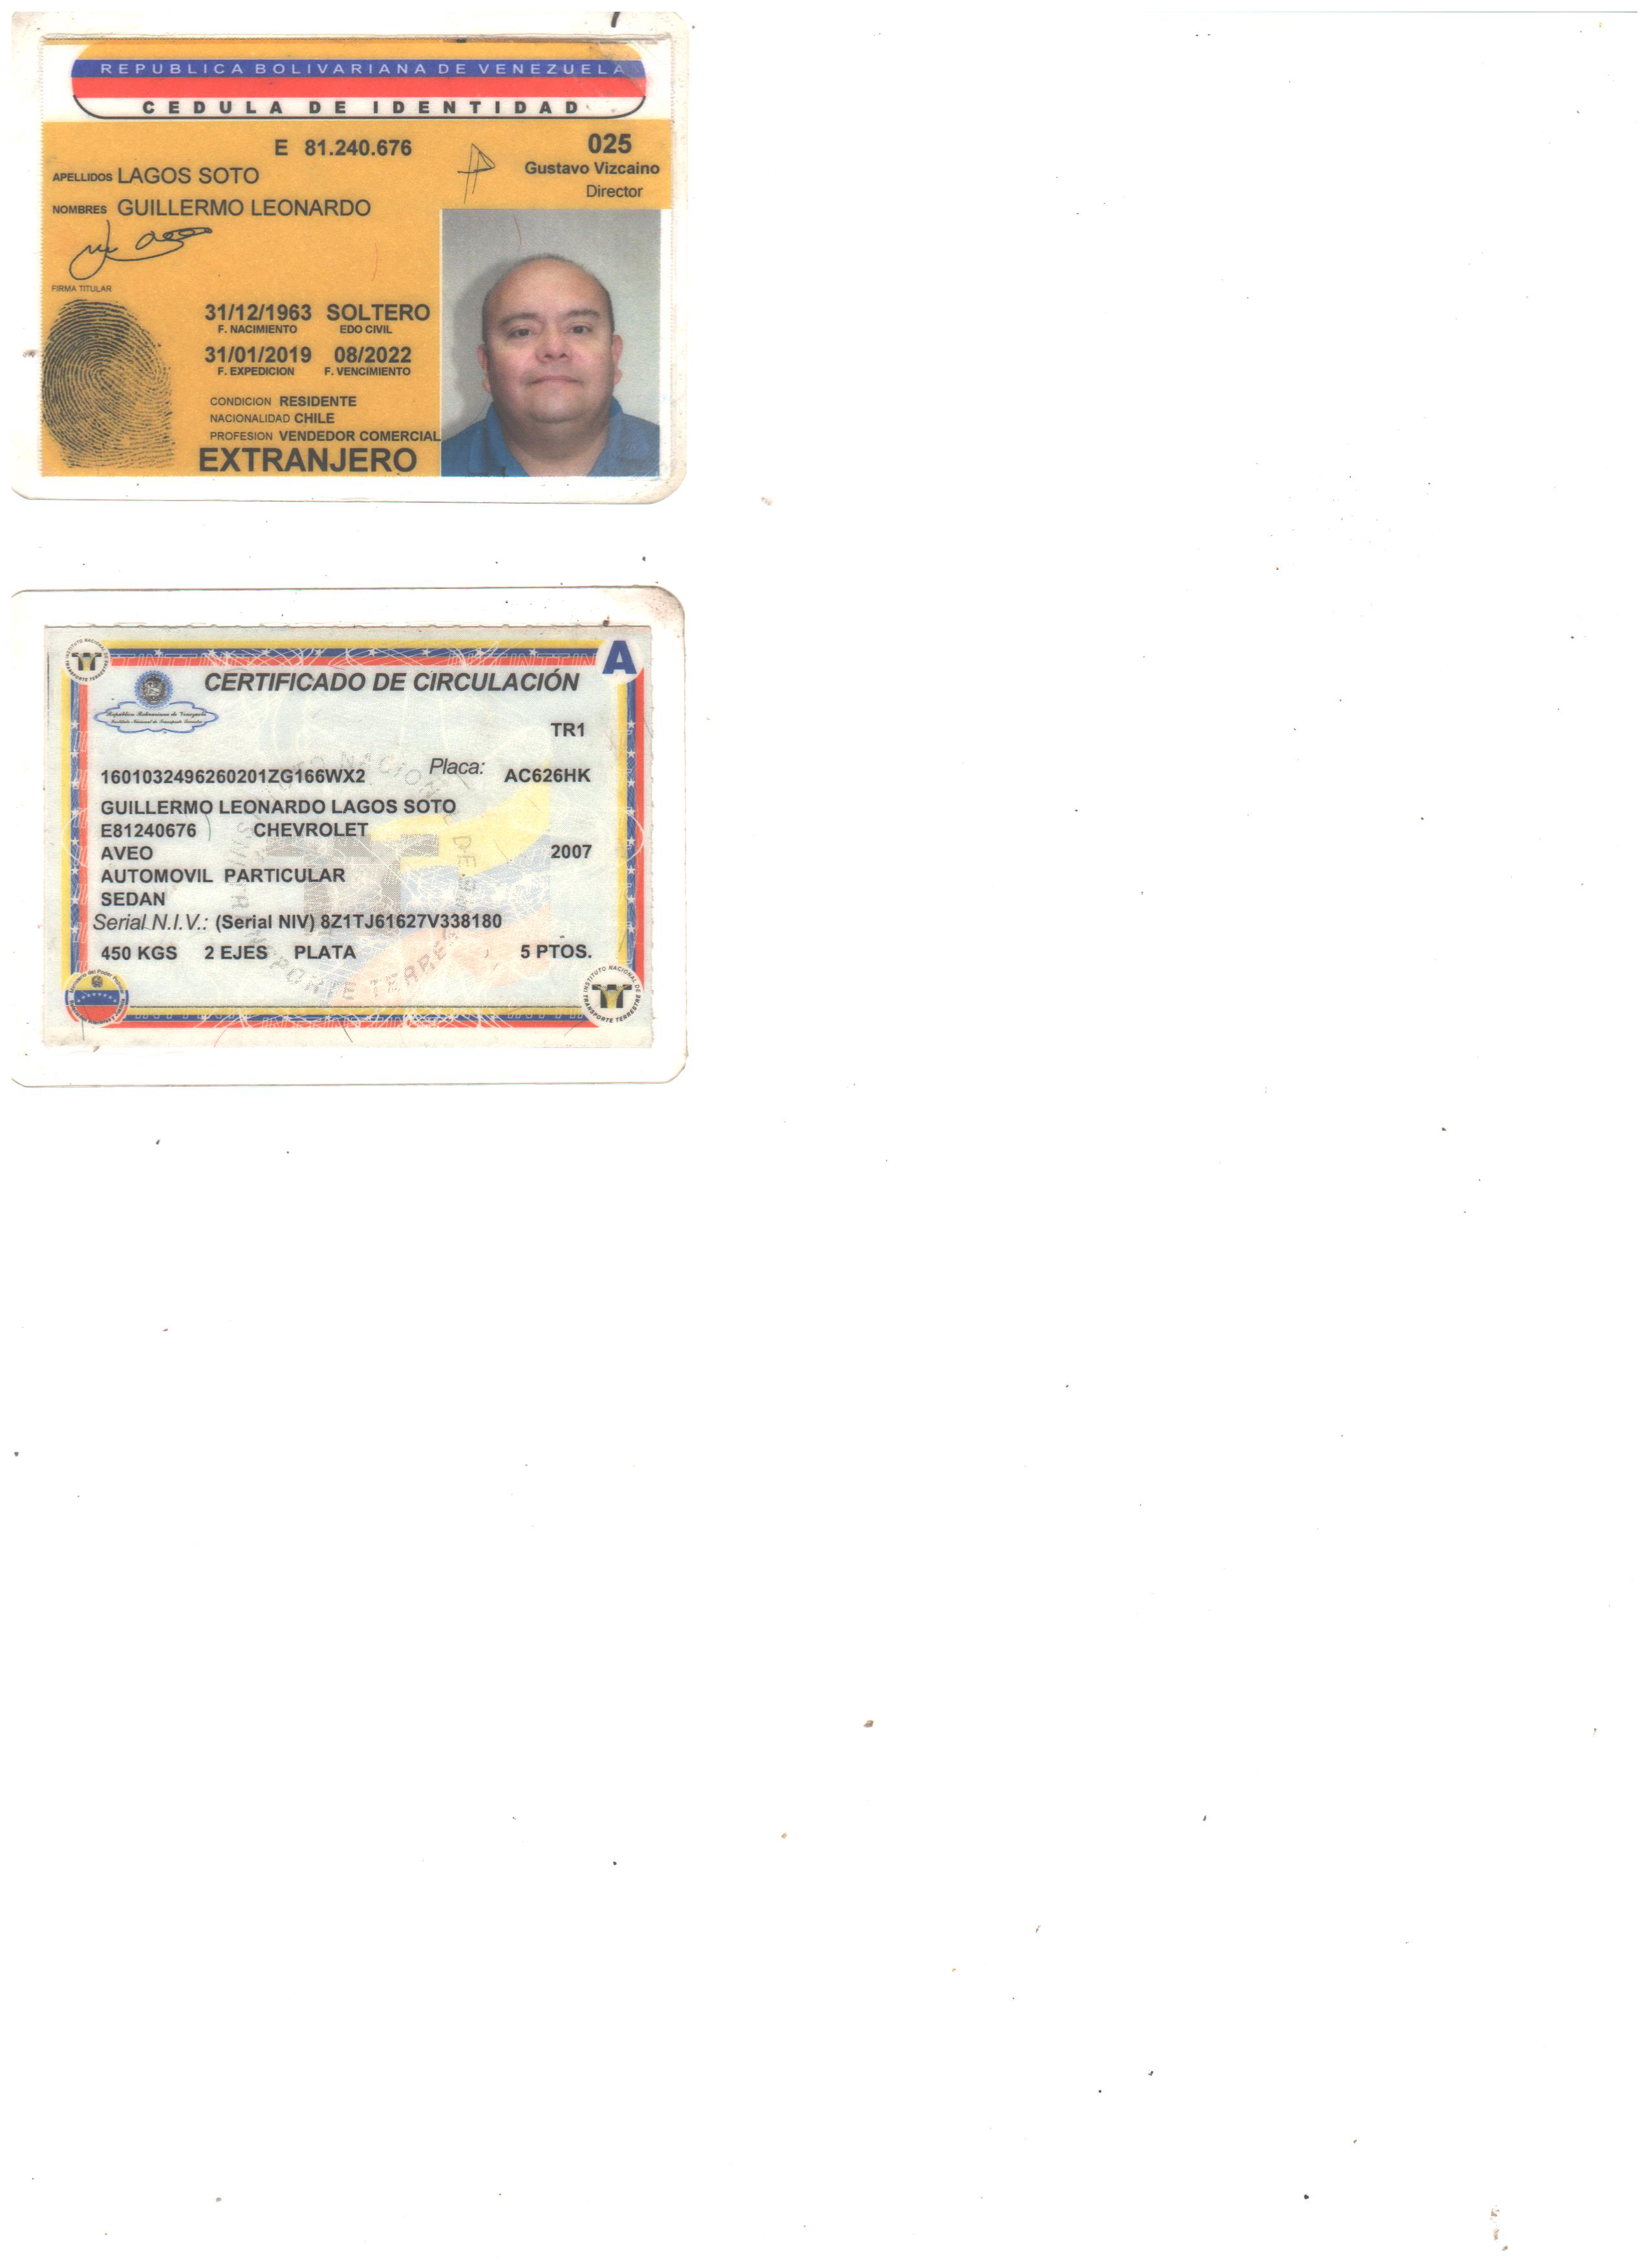 REPUBLICA BOLIVARIANA DE VENEZUELA
CEDULA DE IDENTIDAD
E 81.240.676
025
Gustavo Vizcaino
Director
APELLIDOS LAGOS SOTO
NOMBRES GUILLERMO LEONARDO
FIRMA TITULAR
31/12/1963 SOLTERO
F. NACIMIENTO EDO CIVIL
31/01/2019 08/2022
F. EXPEDICION F. VENCIMIENTO
CONDICION RESIDENTE
NACIONALIDAD CHILE
PROFESION VENDEDOR COMERCIAL
EXTRANJERO
A
CERTIFICADO DE CIRCULACIÓN
República Bolivariana de Venezuela
Instituto Nacional de Transporte Terrestre
TR1
1601032496260201ZG166WX2 Placa: AC626HK
GUILLERMO LEONARDO LAGOS SOTO
E81240676 CHEVROLET
AVEO 2007
AUTOMOVIL PARTICULAR
SEDAN
Serial N.I.V.: (Serial NIV) 8Z1TJ61627V338180
450 KGS 2 EJES PLATA 5 PTOS.
INSTITUTO NACIONAL DE TRANSPORTE TERRESTRE